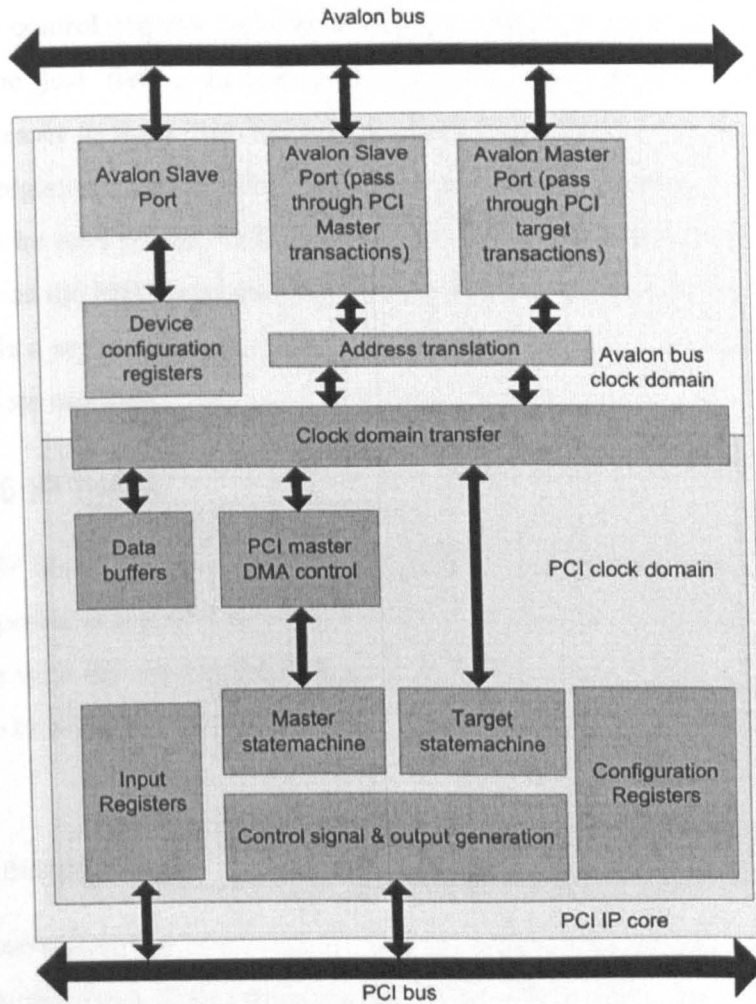 Avalon bus
Avalon Slave
Port
Avalon Slave
Port (pass
through PCI
Master
transactions)
Avalon Master
Port (pass
through PCI
target
transactions)
Device
configuration
registers
Address translation
Avalon bus
clock domain
Clock domain transfer
Data
buffers
PCI master
DMA control
PCI clock domain
Input
Registers
Master
statemachine
Target
statemachine
Configuration
Registers
Control signal & output generation
PCI IP core
PCI bus